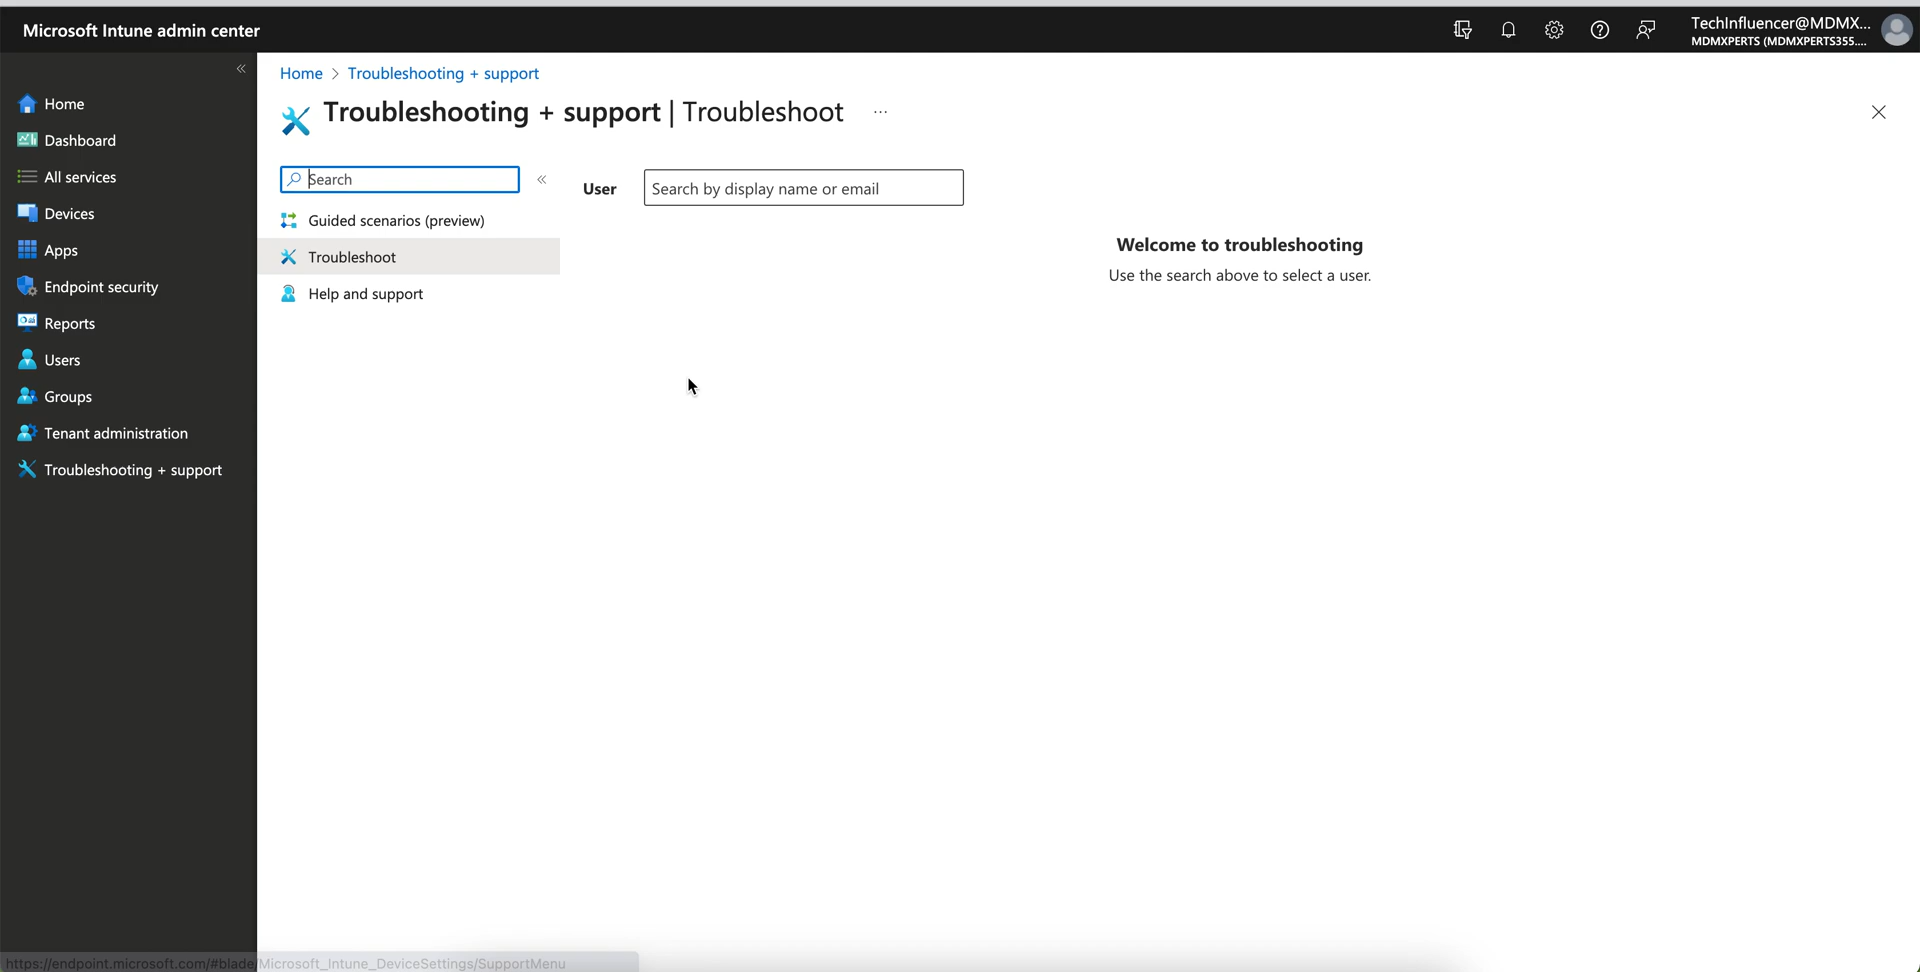 Microsoft Intune admin center
TechInfluencer@MDMX...
MDMXPERTS (MDMXPERTS355....
«
Home
Dashboard
All services
Devices
Apps
Endpoint security
Reports
Users
Groups
Tenant administration
Troubleshooting + support
Home > Troubleshooting + support
Troubleshooting + support | Troubleshoot ...
Search «
Guided scenarios (preview)
Troubleshoot
Help and support
User Search by display name or email
Welcome to troubleshooting
Use the search above to select a user.
https://endpoint.microsoft.com/#blade/Microsoft_Intune_DeviceSettings/SupportMenu